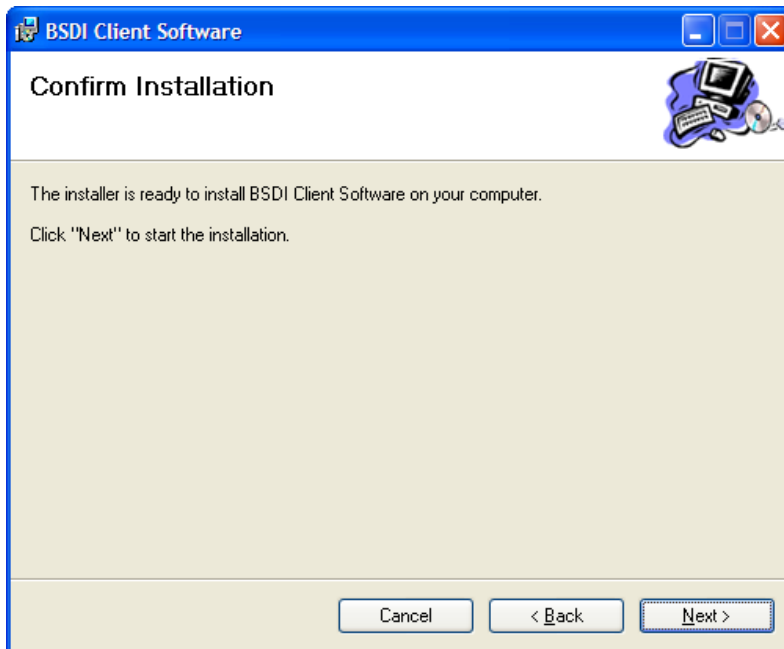 BSDI Client Software
Confirm Installation
The installer is ready to install BSDI Client Software on your computer.
Click "Next" to start the installation.
Cancel
< Back
Next >